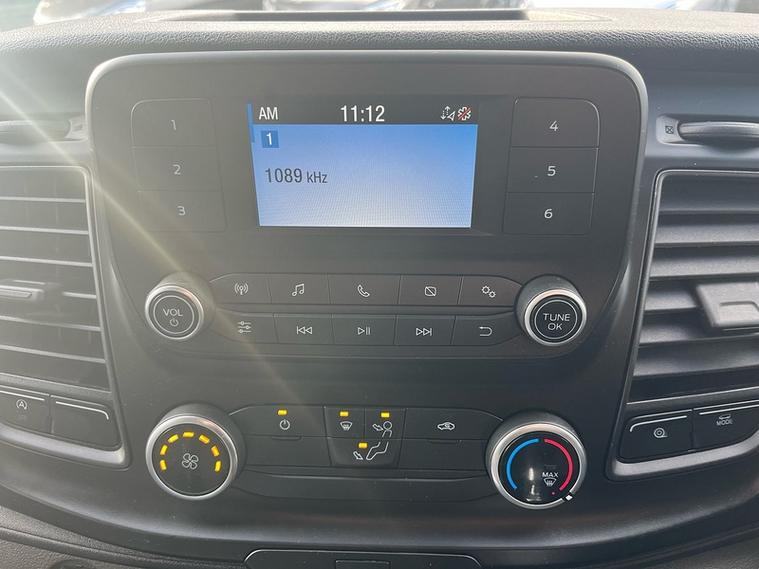 AM 11:12
1
1089 kHz
1
2
3
4
5
6
VOL
TUNE
OK
A
MODE
MAX